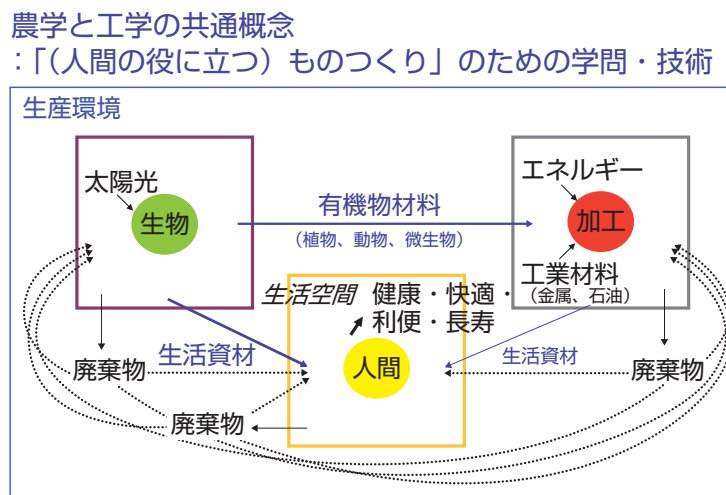 農学と工学の共通概念
：「（人間の役に立つ）ものつくり」のための学問・技術
生産環境
太陽光
生物
有機物材料
（植物、動物、微生物）
エネルギー
加工
工業材料
（金属、石油）
生活空間
健康・快適・
利便・長寿
人間
生活資材
生活資材
廃棄物
廃棄物
廃棄物